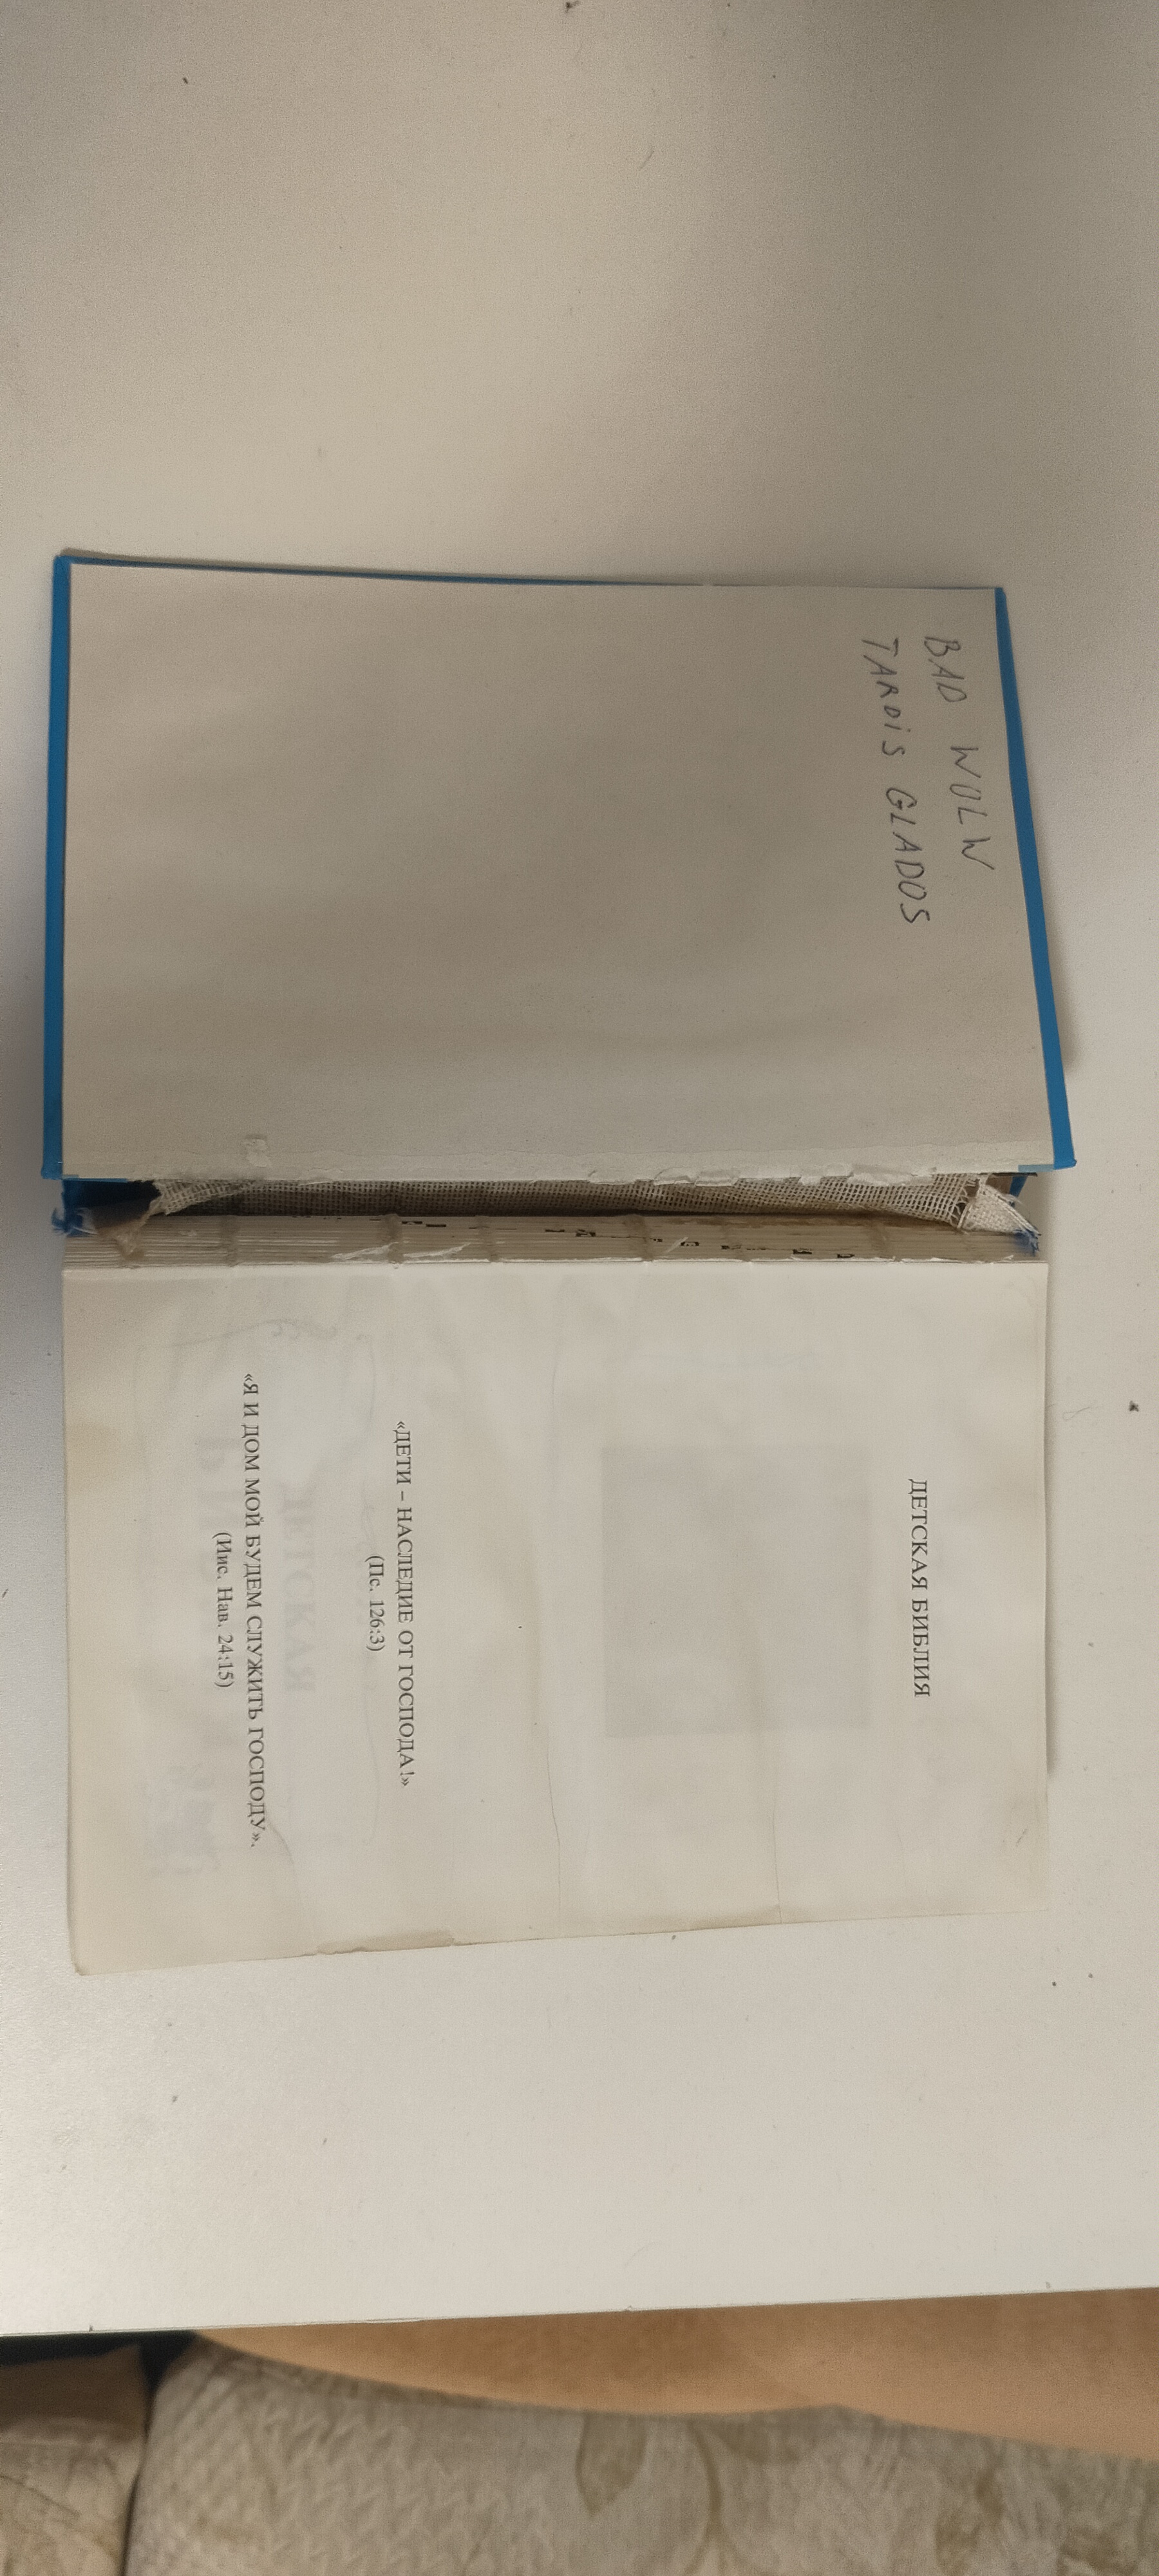 BAD WOLW
TARDIS GLADOS
ДЕТСКАЯ БИБЛИЯ
«ДЕТИ – НАСЛЕДИЕ ОТ ГОСПОДА!»
(Пс. 126:3)
«Я И ДОМ МОЙ БУДЕМ СЛУЖИТЬ ГОСПОДУ».
(Иис. Нав. 24:15)